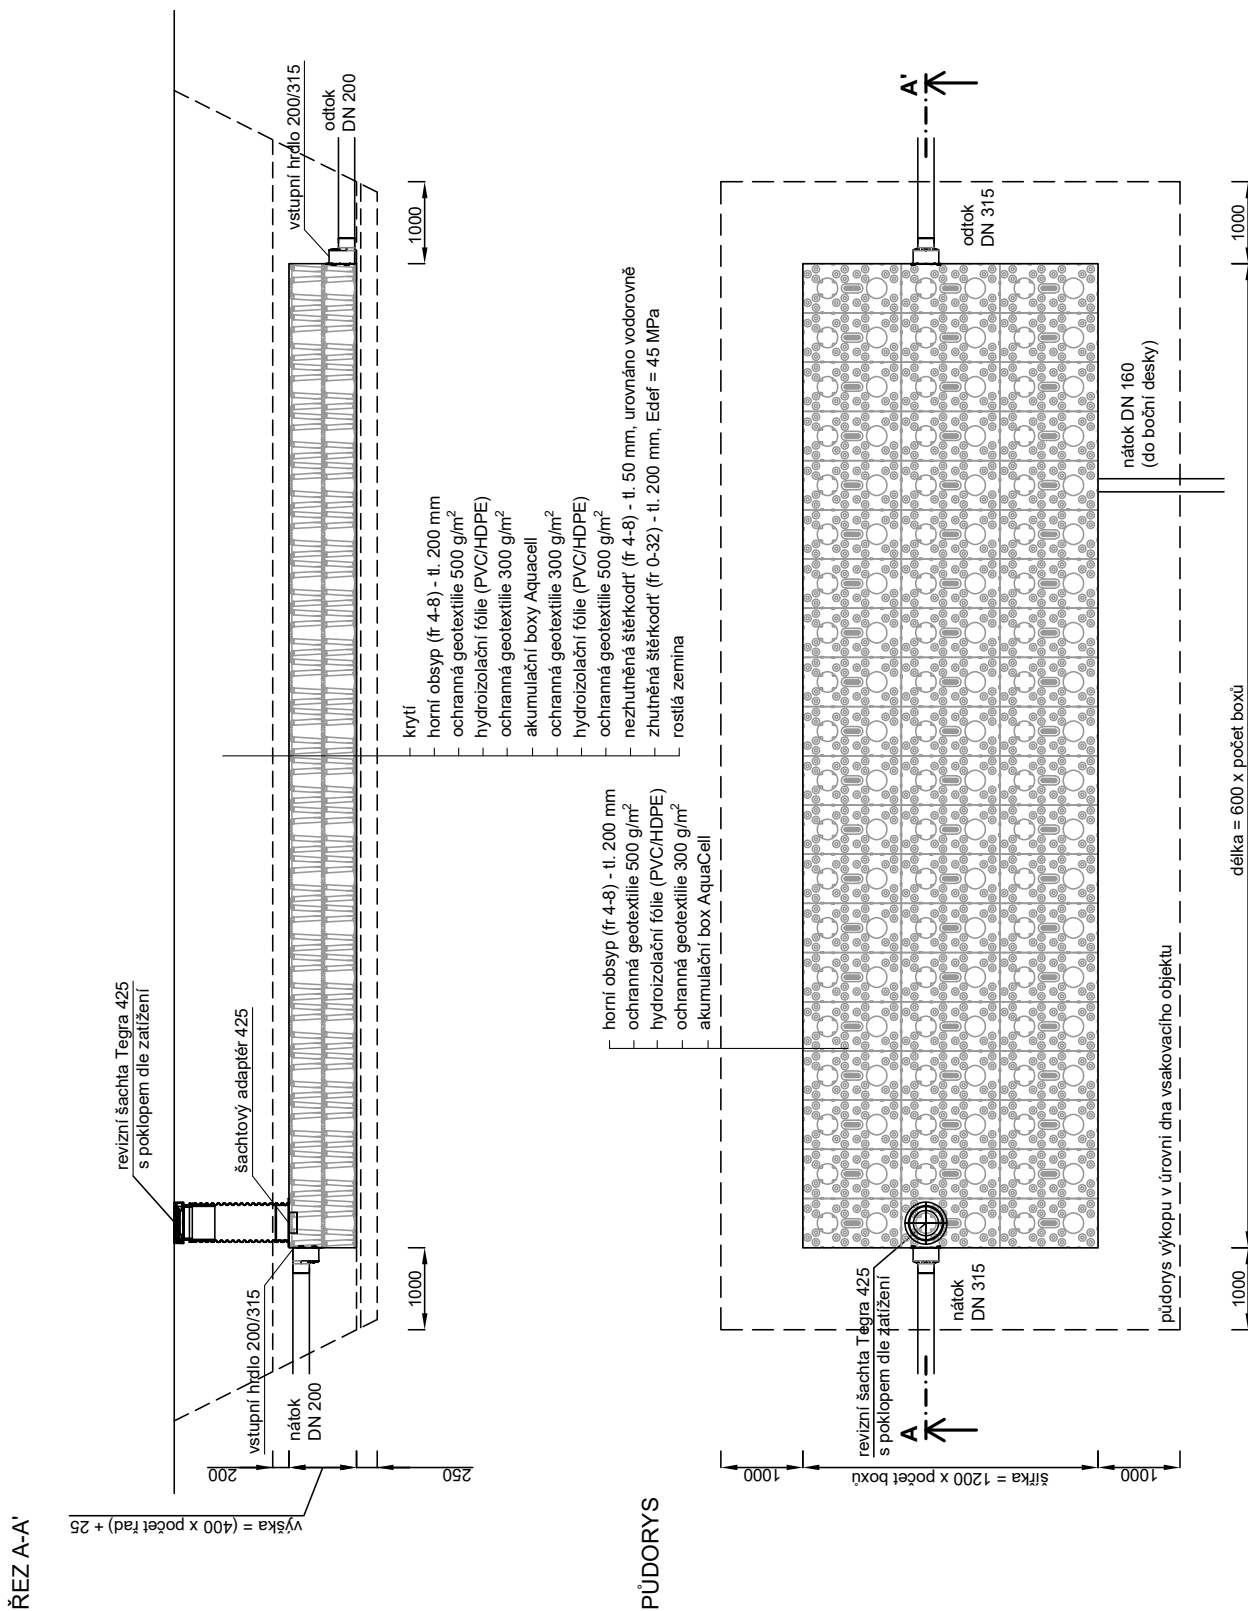 ŘEZ A-A'
výška = (400 x počet řad) + 25
200
250
1000
1000
vstupní hrdlo 200/315
nátok
DN 200
revizní šachta Tegra 425
s poklopem dle zatížení
šachtový adaptér 425
vstupní hrdlo 200/315
odtok
DN 200
krytí
horní obsyp (fr 4-8) - tl. 200 mm
ochranná geotextilie 500 g/m²
hydroizolační fólie (PVC/HDPE)
ochranná geotextilie 300 g/m²
akumulační boxy Aquacell
ochranná geotextilie 300 g/m²
hydroizolační fólie (PVC/HDPE)
ochranná geotextilie 500 g/m²
nezhutněná štěrkodrť (fr 4-8) - tl. 50 mm, urovnáno vodorovně
zhutněná štěrkodrť (fr 0-32) - tl. 200 mm, Edef = 45 MPa
rostlá zemina
PŮDORYS
horní obsyp (fr 4-8) - tl. 200 mm
ochranná geotextilie 500 g/m²
hydroizolační fólie (PVC/HDPE)
ochranná geotextilie 300 g/m²
akumulační box AquaCell
1000
šířka = 1200 x počet boxů
1000
A
A'
revizní šachta Tegra 425
s poklopem dle zatížení
nátok
DN 315
odtok
DN 315
nátok DN 160
(do boční desky)
půdorys výkopu v úrovni dna vsakovacího objektu
1000
délka = 600 x počet boxů
1000